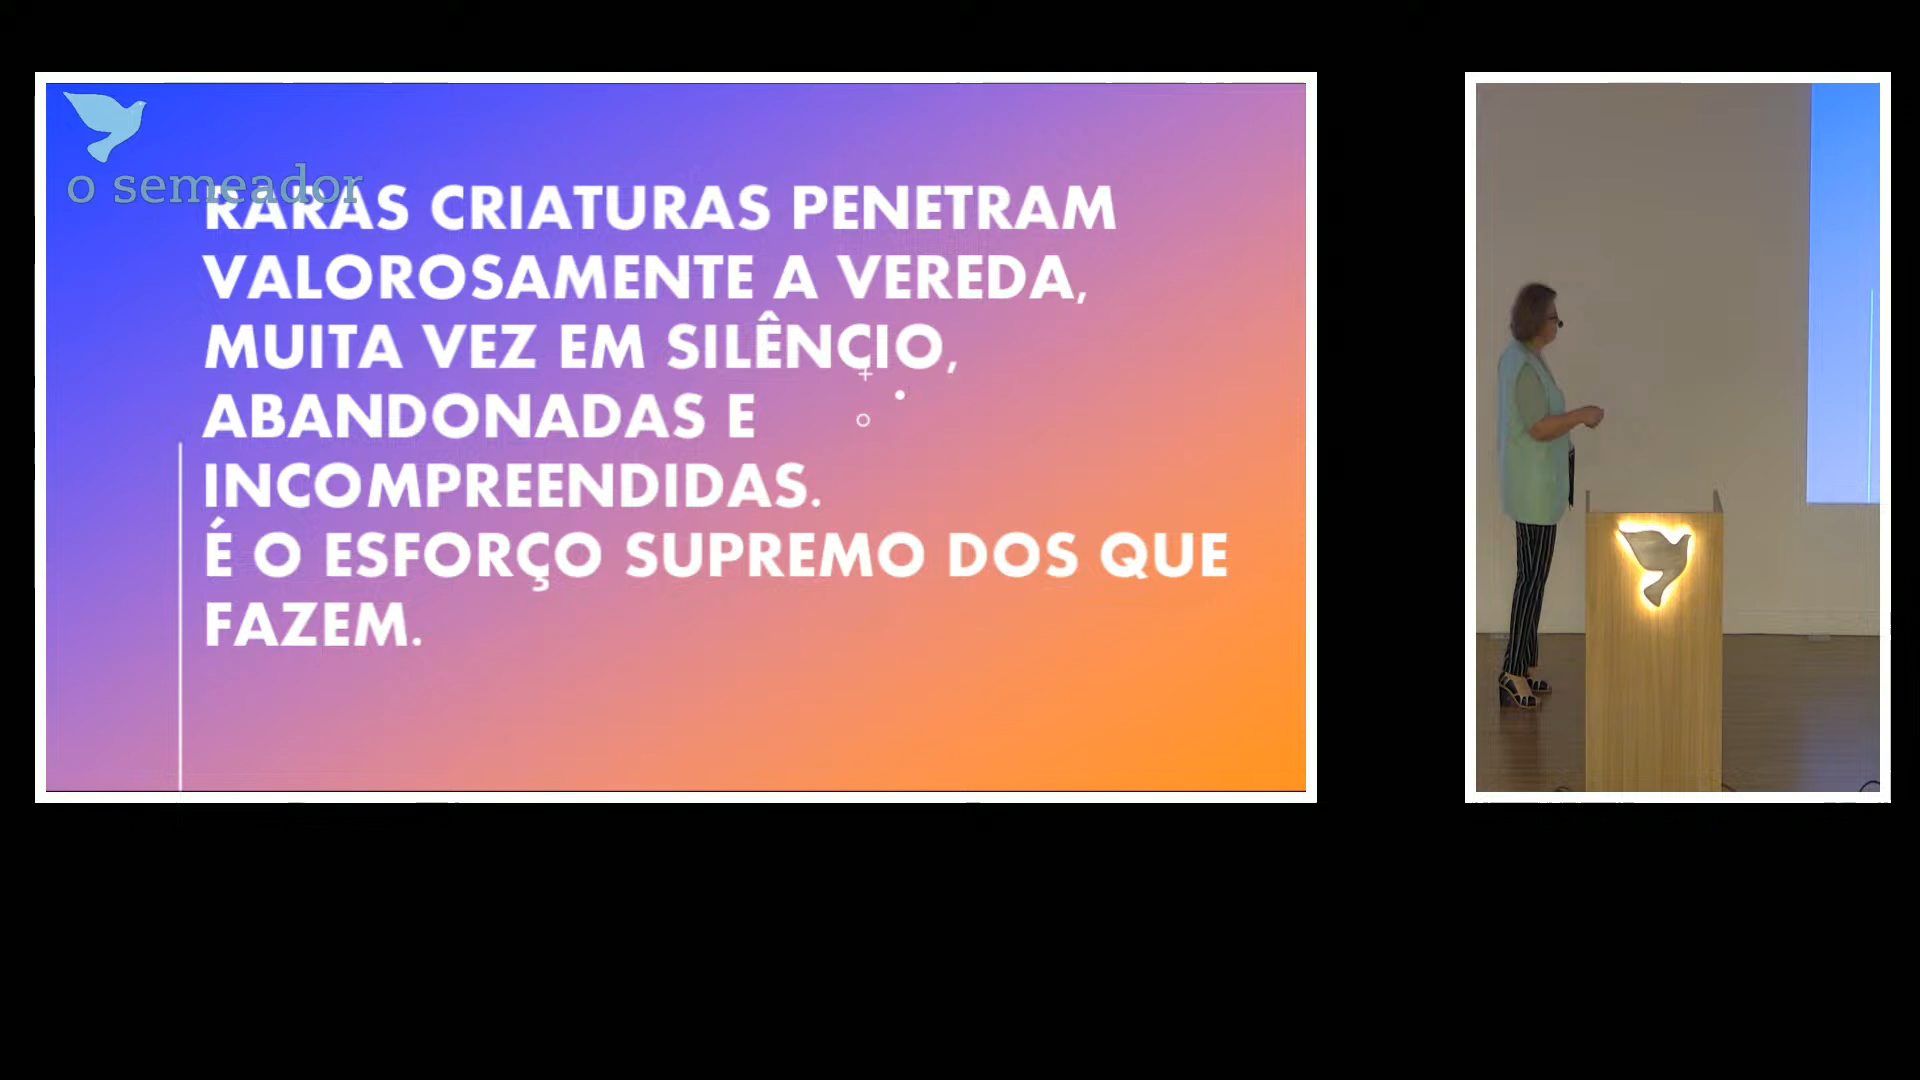 o semeador
RARAS CRIATURAS PENETRAM
VALOROSAMENTE A VEREDA,
MUITA VEZ EM SILÊNCIO,
ABANDONADAS E
INCOMPREENDIDAS.
É O ESFORÇO SUPREMO DOS QUE
FAZEM.